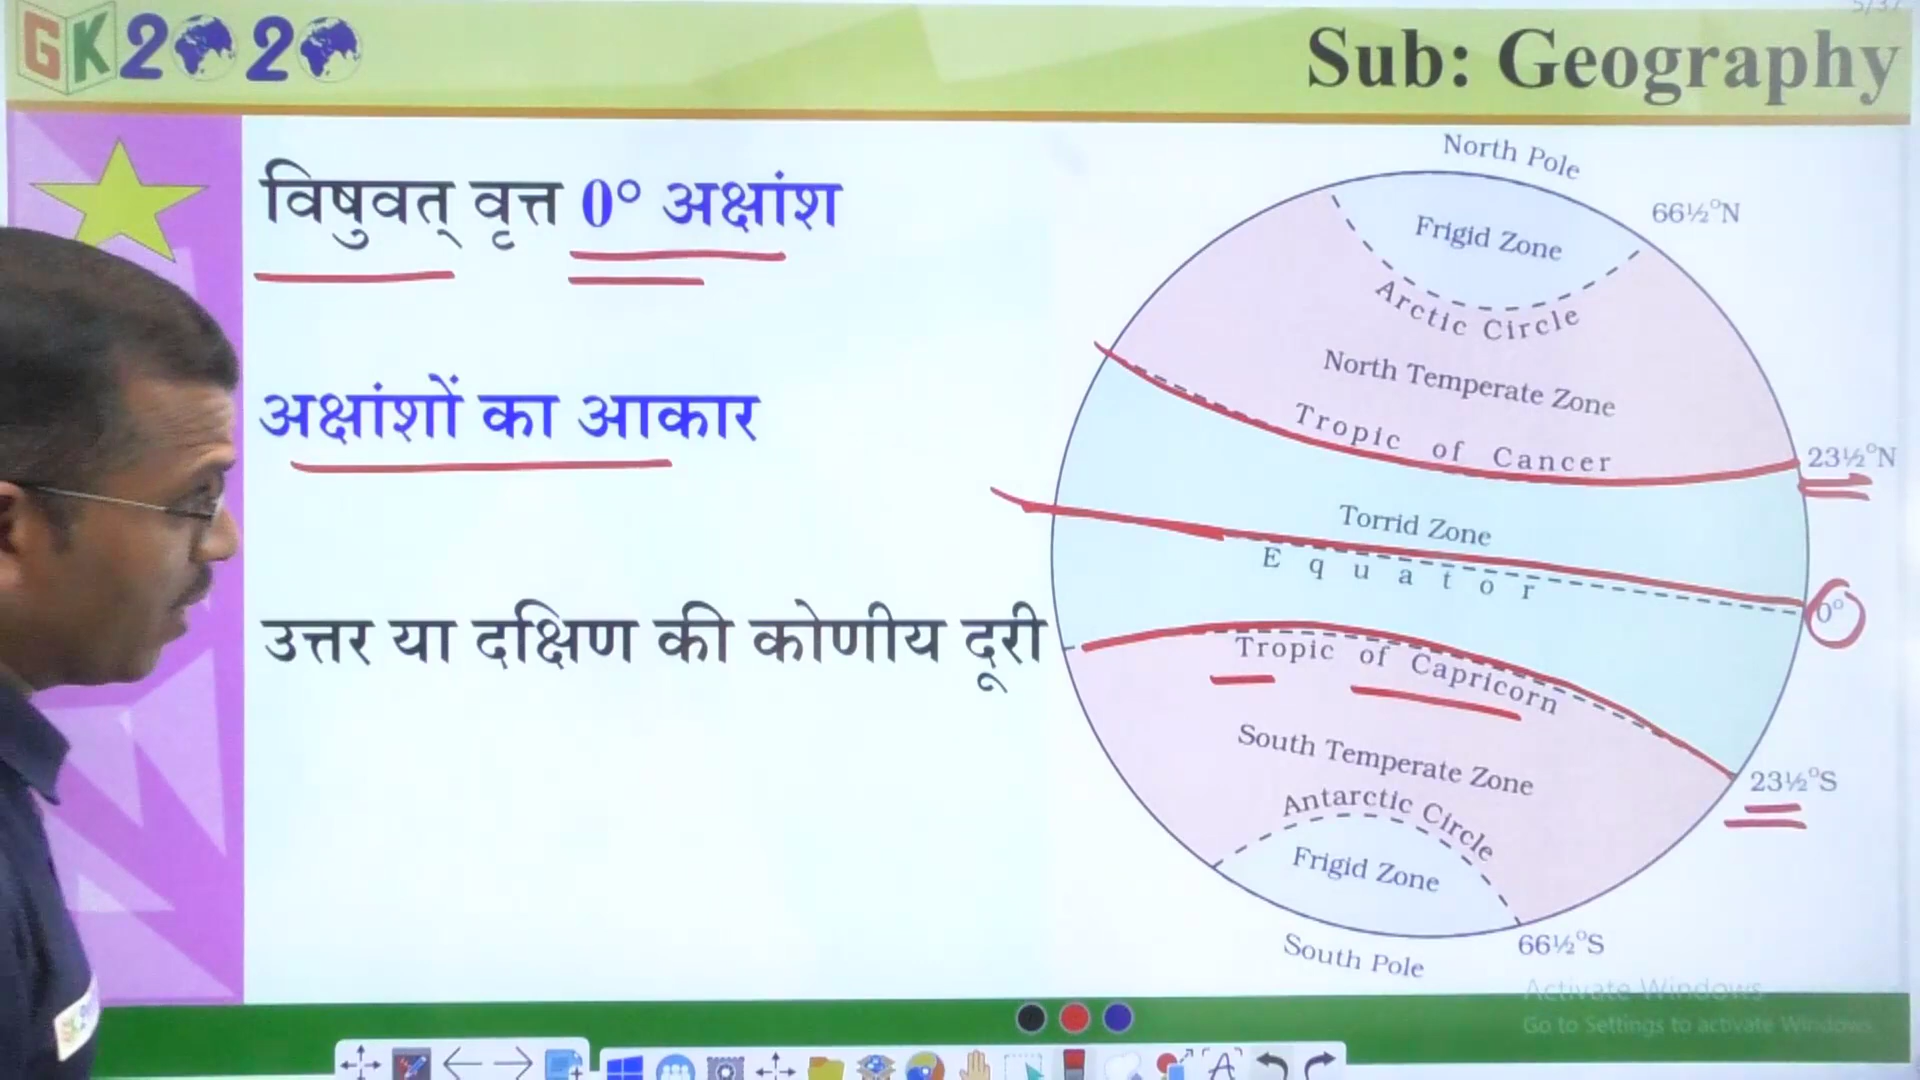 GK2020
Sub: Geography
5/37
विषुवत् वृत्त 0° अक्षांश
अक्षांशों का आकार
उत्तर या दक्षिण की कोणीय दूरी
North Pole
66½°N
Frigid Zone
Arctic Circle
North Temperate Zone
Tropic of Cancer
23½°N
Torrid Zone
Equator
0°
Tropic of Capricorn
South Temperate Zone
23½°S
Antarctic Circle
Frigid Zone
66½°S
South Pole
Activate Windows
Go to Settings to activate Windows.
A